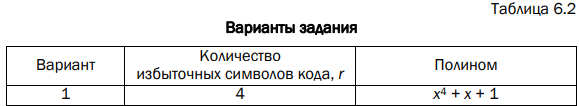 Таблица 6.2
Варианты задания
Вариант
Количество
избыточных символов кода, r
Полином
1
4
x⁴ + x + 1